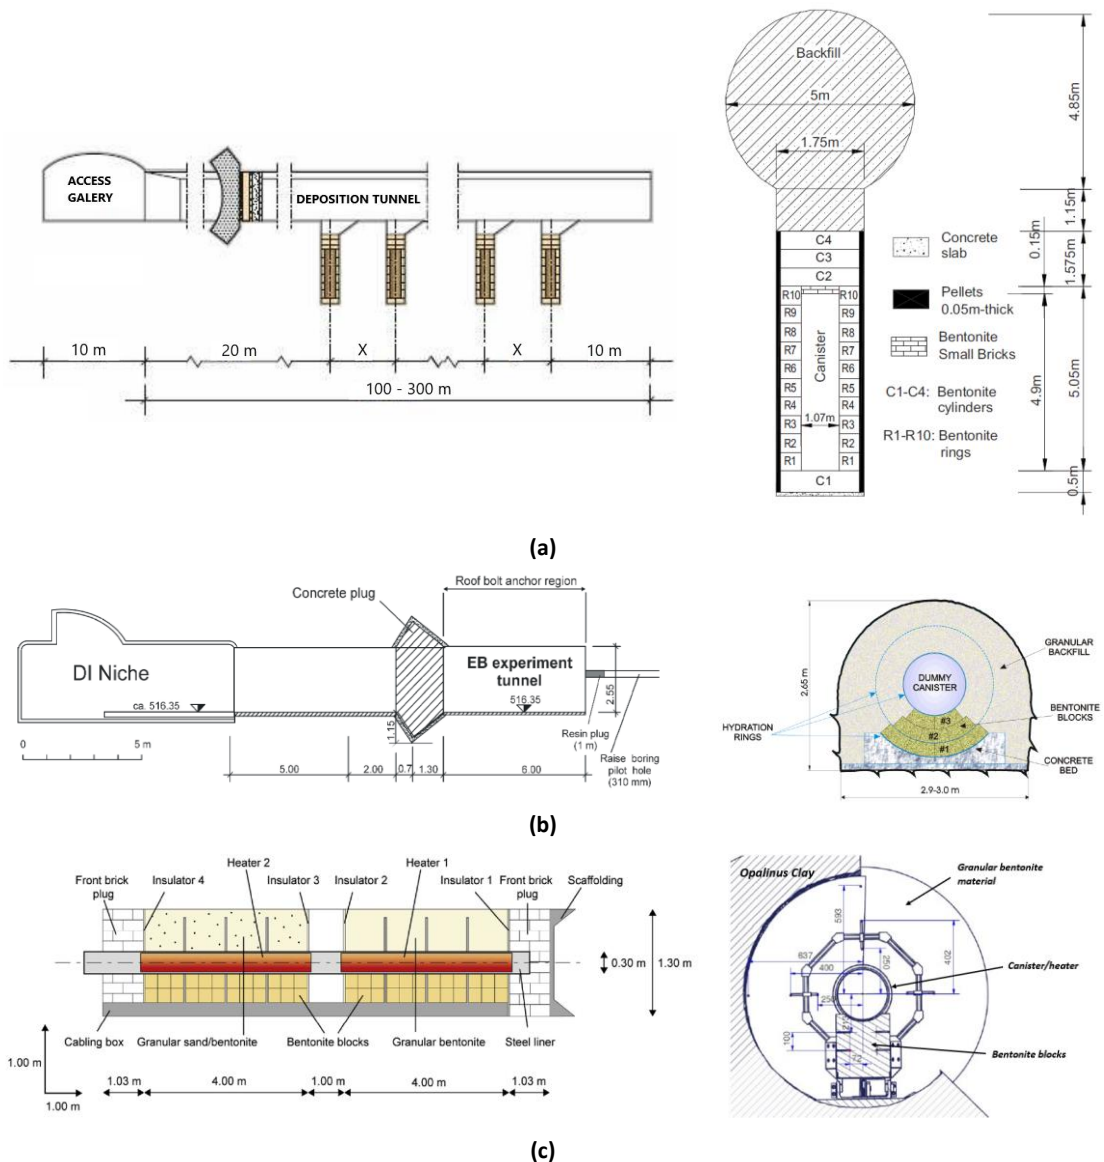 ACCESS
GALERY
DEPOSITION TUNNEL
10 m
20 m
X
X
10 m
100 - 300 m
Backfill
5m
1.75m
C4
C3
C2
R10
R10
R9
R9
R8
R8
R7
R7
R6
R6
R5
R5
R4
R4
R3
R3
R2
R2
R1
R1
C1
Canister
1.07m
Concrete
slab
Pellets
0.05m-thick
Bentonite
Small Bricks
C1-C4: Bentonite
cylinders
R1-R10: Bentonite
rings
4.85m
1.15m
0.15m
1.575m
4.9m
5.05m
0.5m
(a)
Concrete plug
Roof bolt anchor region
DI Niche
EB experiment
tunnel
ca. 516.35
516.35
2.55
1.15
0
5 m
5.00
2.00
0.7
1.30
6.00
Resin plug
(1 m)
Raise boring
pilot hole
(310 mm)
2.65 m
GRANULAR
BACKFILL
DUMMY
CANISTER
BENTONITE
BLOCKS
HYDRATION
RINGS
#3
#2
#1
CONCRETE
BED
2.9-3.0 m
(b)
Heater 2
Heater 1
Front brick
plug
Insulator 4
Insulator 3
Insulator 2
Insulator 1
Front brick
plug
Scaffolding
0.30 m
1.30 m
Cabling box
Granular sand/bentonite
Bentonite blocks
Granular bentonite
Steel liner
1.00 m
1.00 m
1.03 m
4.00 m
1.00 m
4.00 m
1.03 m
Opalinus Clay
Granular bentonite
material
593
837
400
250
250
402
100
Canister/heater
Bentonite blocks
(c)